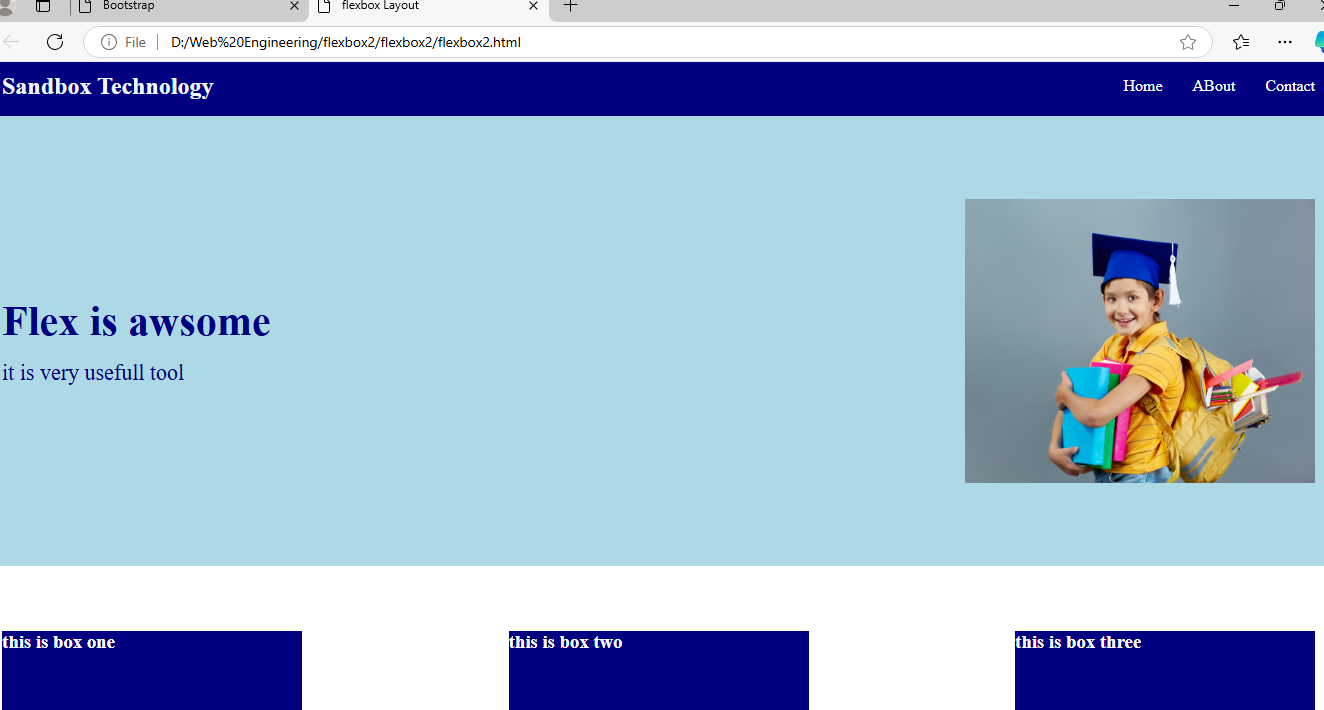 Bootstrap
flexbox Layout
File
D:/Web%20Engineering/flexbox2/flexbox2/flexbox2.html
Sandbox Technology
Home
ABout
Contact
Flex is awsome
it is very usefull tool
this is box one
this is box two
this is box three